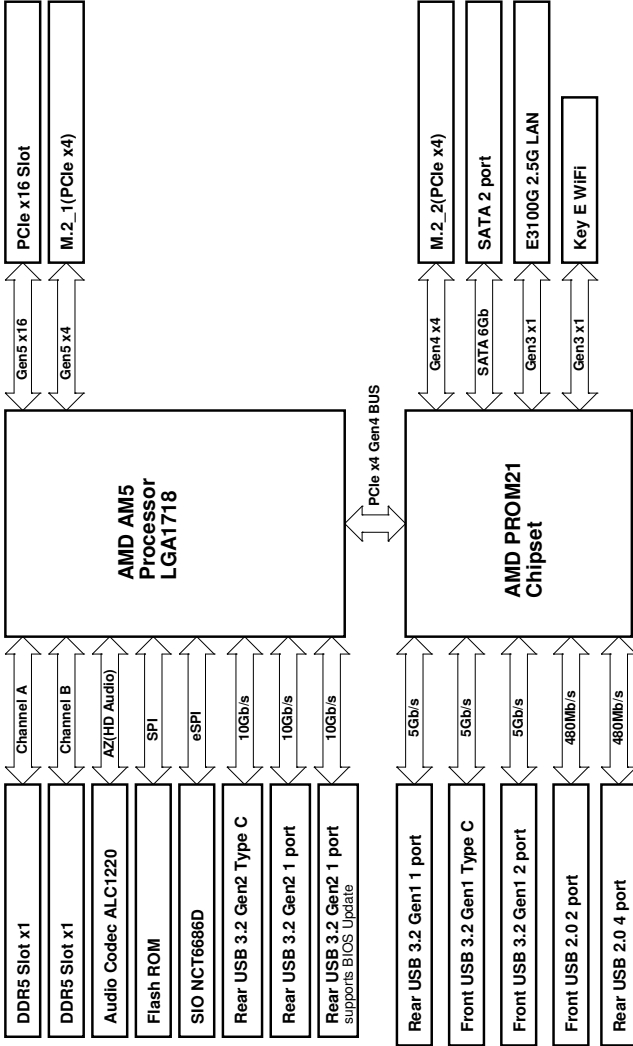 DDR5 Slot x1
Channel A
Gen5 x16
PCIe x16 Slot
DDR5 Slot x1
Channel B
Gen5 x4
M.2_1(PCIe x4)
Audio Codec ALC1220
AZ(HD Audio)
AMD AM5
Processor
LGA1718
Flash ROM
SPI
SIO NCT6686D
eSPI
Rear USB 3.2 Gen2 Type C
10Gb/s
Rear USB 3.2 Gen2 1 port
10Gb/s
Rear USB 3.2 Gen2 1 port
supports BIOS Update
10Gb/s
PCIe x4 Gen4 BUS
Rear USB 3.2 Gen1 1 port
5Gb/s
Gen4 x4
M.2_2(PCIe x4)
Front USB 3.2 Gen1 Type C
5Gb/s
SATA 6Gb
SATA 2 port
AMD PROM21
Chipset
Front USB 3.2 Gen1 2 port
5Gb/s
Gen3 x1
E3100G 2.5G LAN
Front USB 2.0 2 port
480Mb/s
Gen3 x1
Key E WiFi
Rear USB 2.0 4 port
480Mb/s